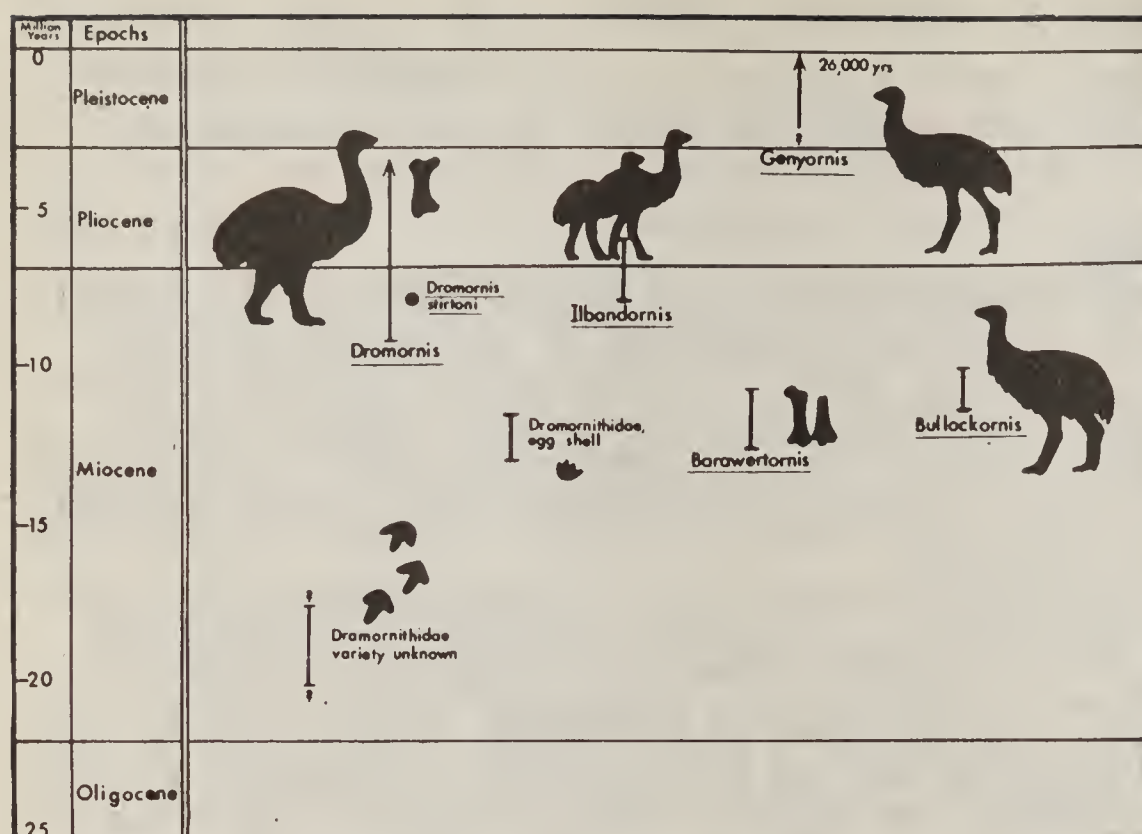 Million
Years
Epochs
0
Pleistocene
26,000 yrs
?
Genyornis
5
Pliocene
Dromornis
stirtoni
Ilbandornis
Dromornis
10
Bullockornis
Dromornithidae,
egg shell
Barawertornis
Miocene
15
?
Dramornithidae
variety unknown
20
?
Oligocene
25